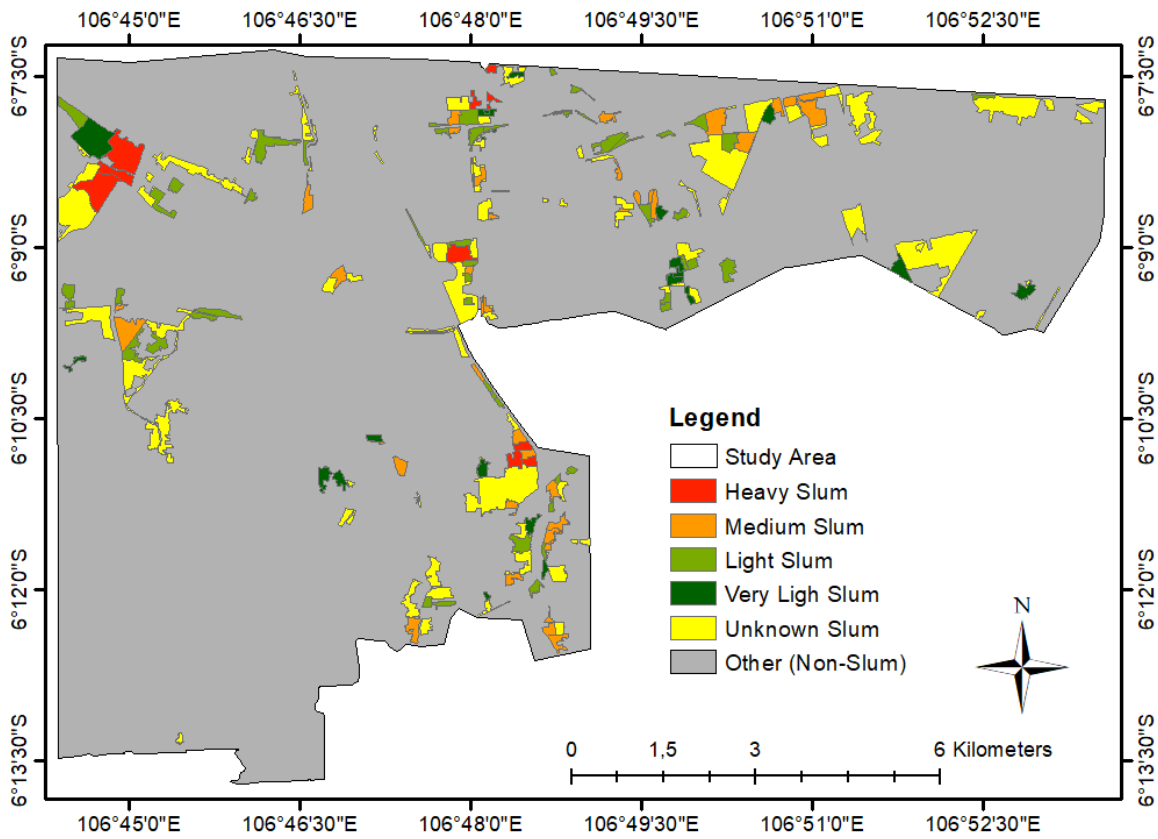 106°45'0"E 106°46'30"E 106°48'0"E 106°49'30"E 106°51'0"E 106°52'30"E
6°7'30"S 6°7'30"S
6°9'0"S 6°9'0"S
6°10'30"S 6°10'30"S
6°12'0"S 6°12'0"S
6°13'30"S 6°13'30"S
Legend
Study Area
Heavy Slum
Medium Slum
Light Slum
Very Ligh Slum
Unknown Slum
Other (Non-Slum)
N
0 1,5 3 6 Kilometers
106°45'0"E 106°46'30"E 106°48'0"E 106°49'30"E 106°51'0"E 106°52'30"E